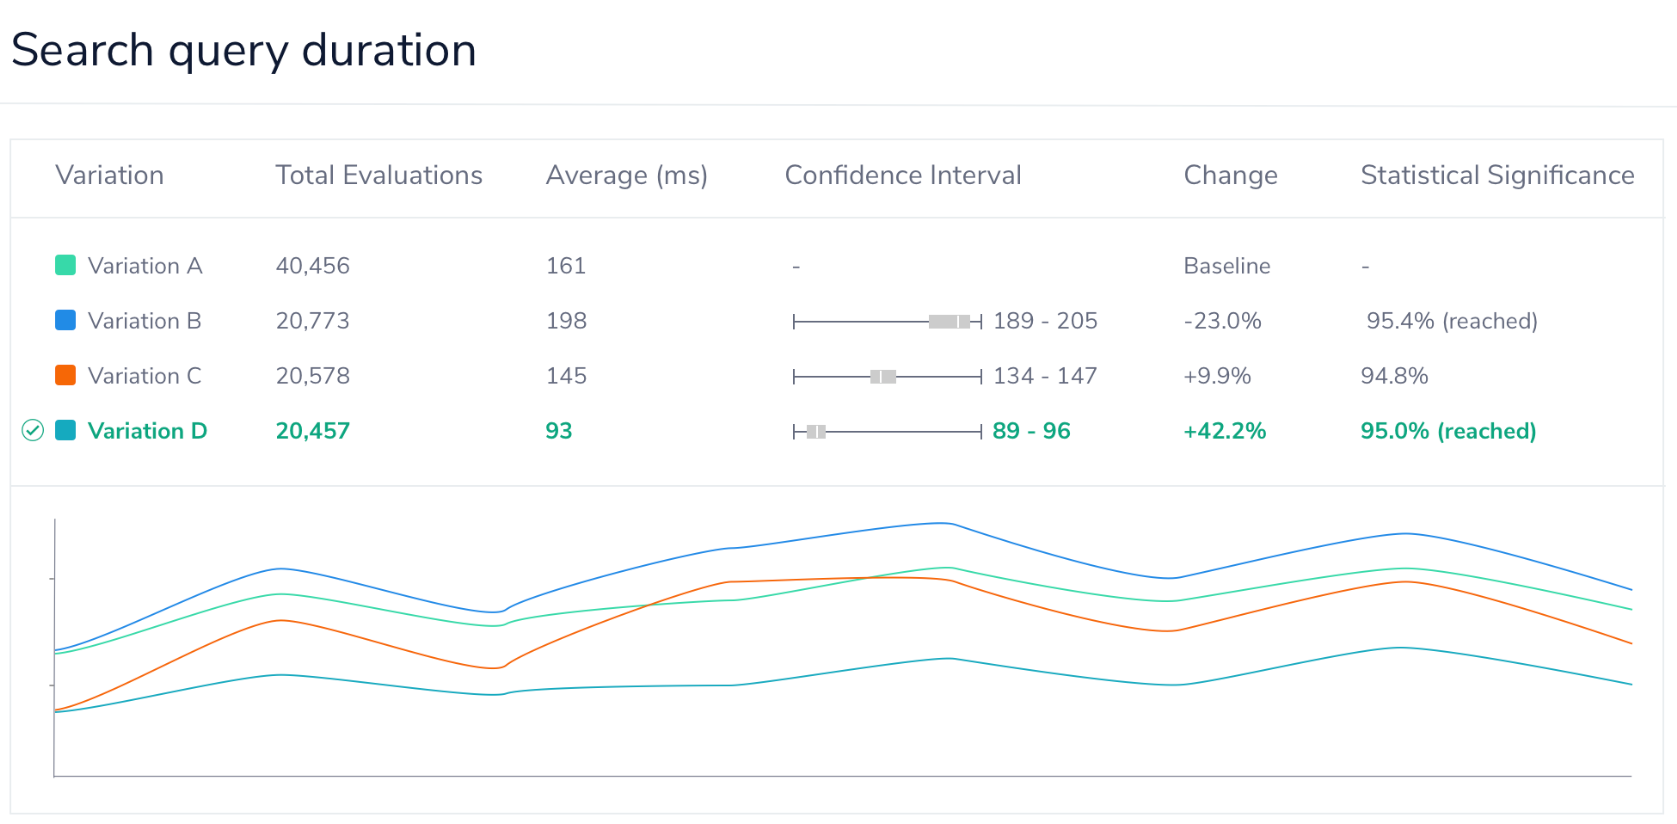 Search query duration
Variation Total Evaluations Average (ms) Confidence Interval Change Statistical Significance
Variation A 40,456 161 - Baseline -
Variation B 20,773 198 189 - 205 -23.0% 95.4% (reached)
Variation C 20,578 145 134 - 147 +9.9% 94.8%
Variation D 20,457 93 89 - 96 +42.2% 95.0% (reached)